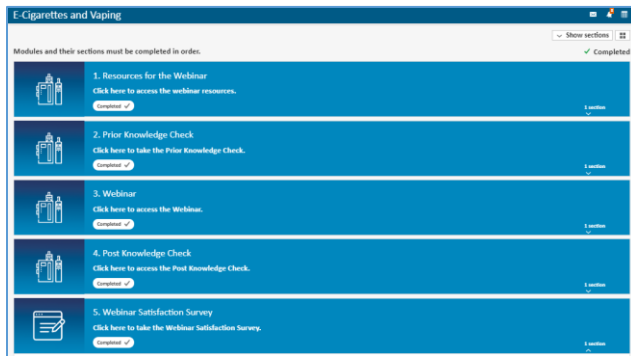 E-Cigarettes and Vaping
Show sections
Modules and their sections must be completed in order.
Completed
1. Resources for the Webinar
Click here to access the webinar resources.
Completed
1 section
2. Prior Knowledge Check
Click here to take the Prior Knowledge Check.
Completed
1 section
3. Webinar
Click here to access the Webinar.
Completed
1 section
4. Post Knowledge Check
Click here to access the Post Knowledge Check.
Completed
1 section
5. Webinar Satisfaction Survey
Click here to take the Webinar Satisfaction Survey.
Completed
1 section